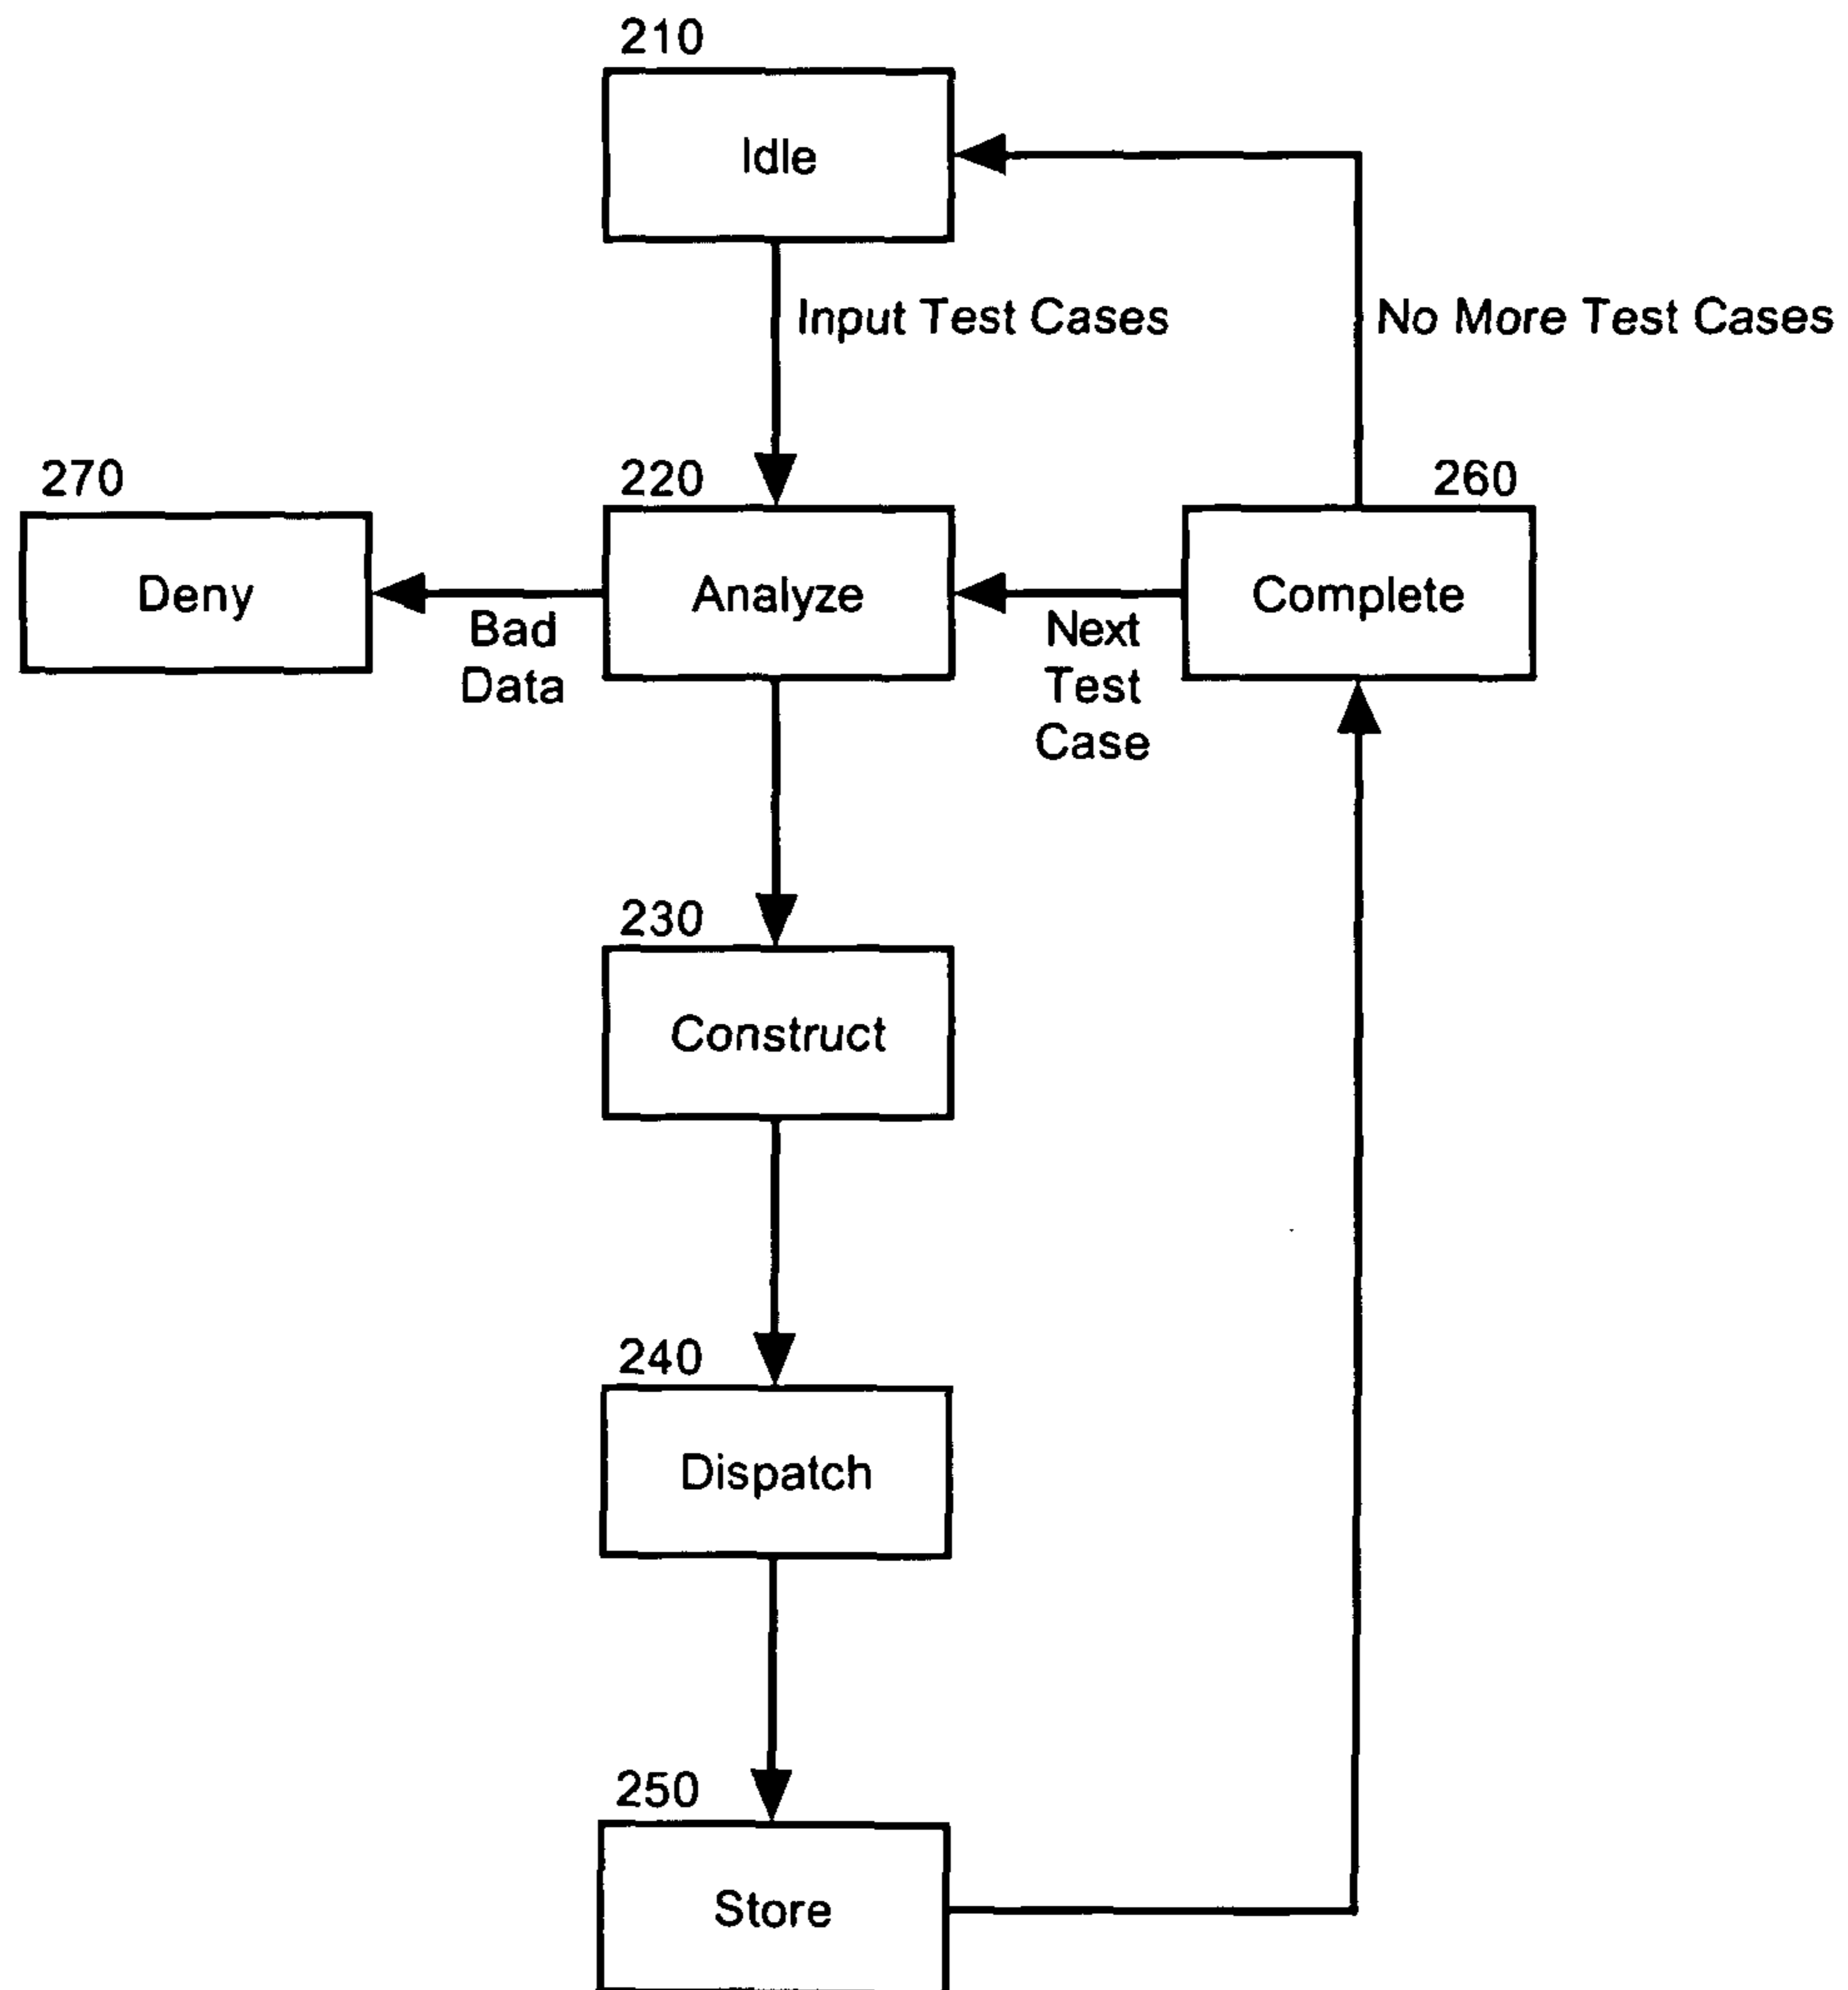 210
Idle
Input Test Cases
No More Test Cases
270
220
260
Deny
Analyze
Complete
Bad
Data
Next
Test
Case
230
Construct
240
Dispatch
250
Store